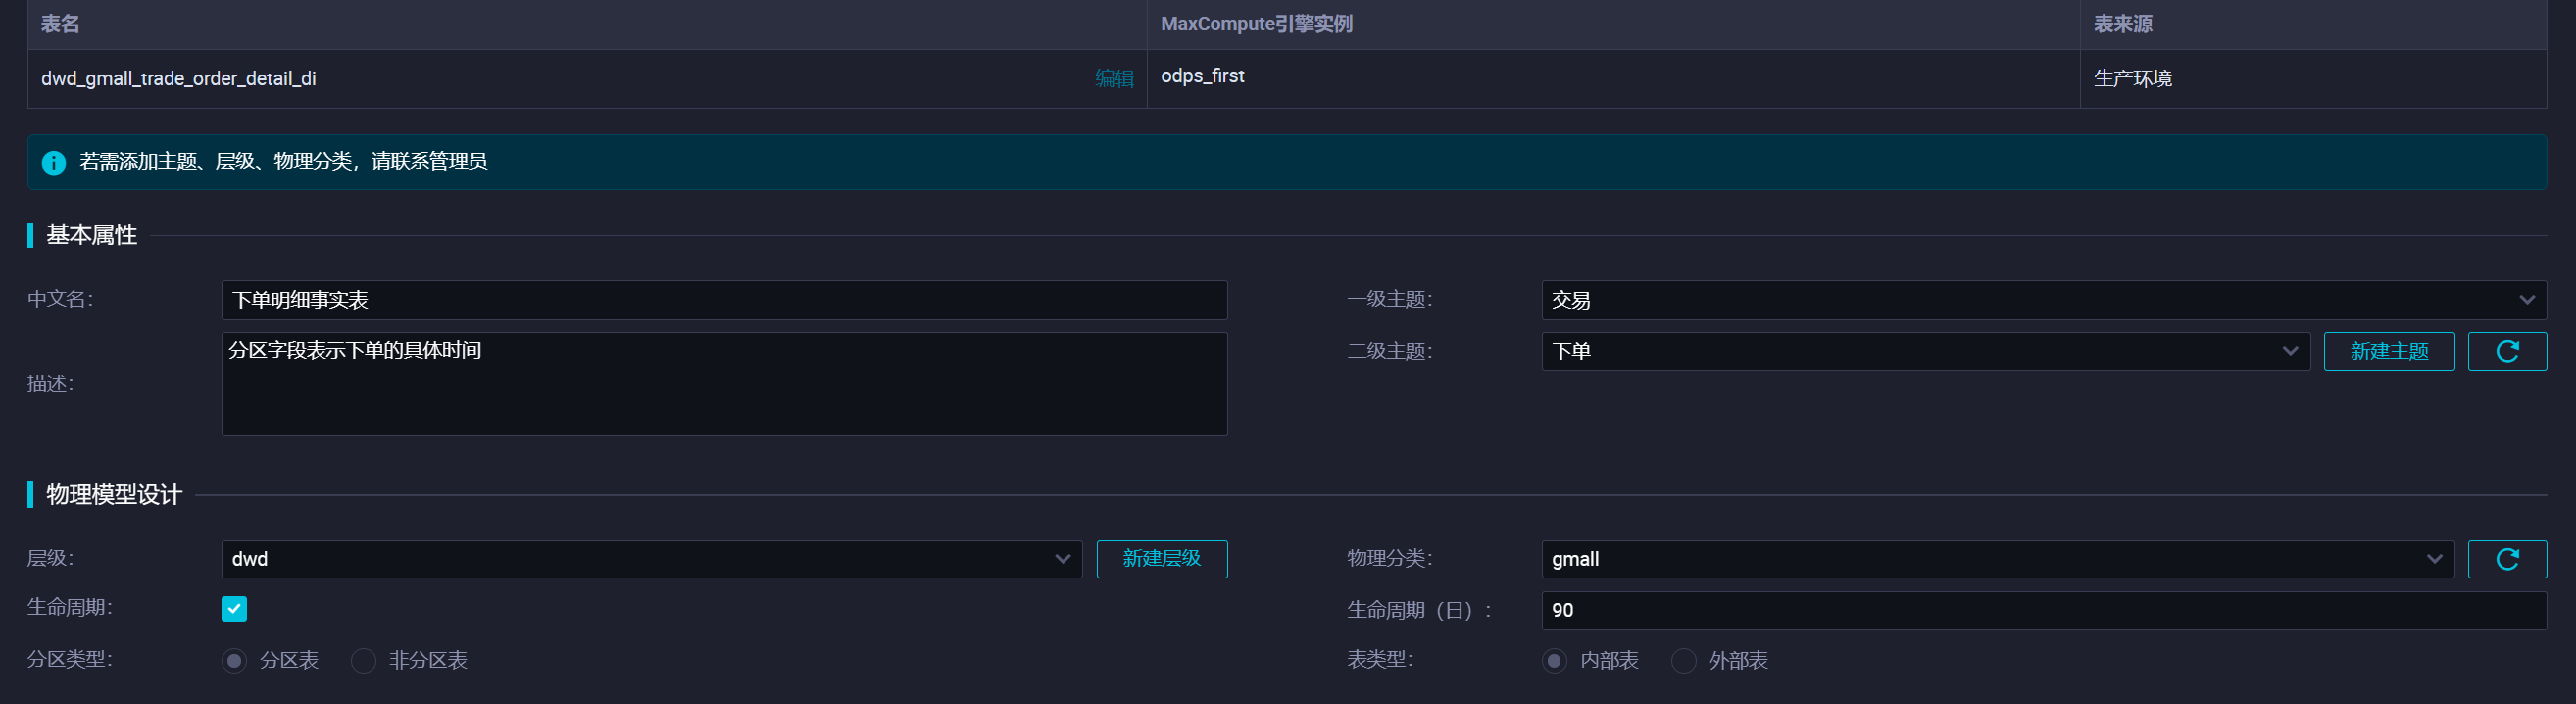 表名 MaxCompute引擎实例 表来源
dwd_gmall_trade_order_detail_di 编辑 odps_first 生产环境
若需添加主题、层级、物理分类，请联系管理员
基本属性
中文名： 下单明细事实表 一级主题： 交易
描述： 分区字段表示下单的具体时间 二级主题： 下单 新建主题
物理模型设计
层级： dwd 新建层级 物理分类： gmall
生命周期： 生命周期（日）： 90
分区类型： 分区表 非分区表 表类型： 内部表 外部表